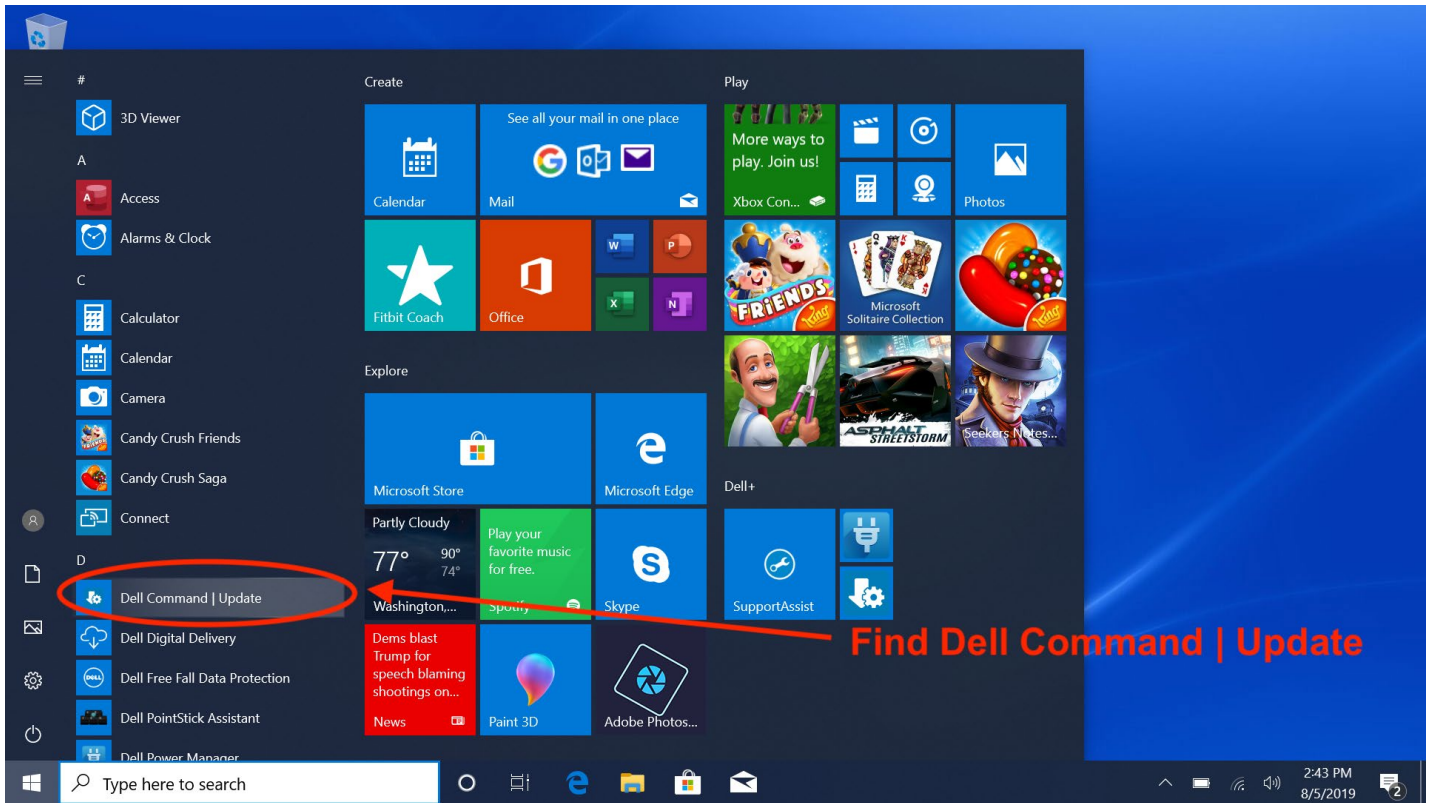 #
3D Viewer
A
Access
Alarms & Clock
C
Calculator
Calendar
Camera
Candy Crush Friends
Candy Crush Saga
Connect
D
Dell Command | Update
Dell Digital Delivery
Dell Free Fall Data Protection
Dell PointStick Assistant
Dell Power Manager
Create
Calendar
See all your mail in one place
Mail
Fitbit Coach
Office
Explore
Microsoft Store
Microsoft Edge
Partly Cloudy
77° 90°
74°
Washington,...
Play your
favorite music
for free.
Spotify
Skype
Dems blast
Trump for
speech blaming
shootings on...
News
Paint 3D
Adobe Photos...
Play
More ways to
play. Join us!
Xbox Con...
Photos
FRIENDS
King
Microsoft
Solitaire Collection
King
ASPHALT
STREETSTORM
Seekers Notes...
Dell+
SupportAssist
Find Dell Command | Update
Type here to search
2:43 PM
8/5/2019
2